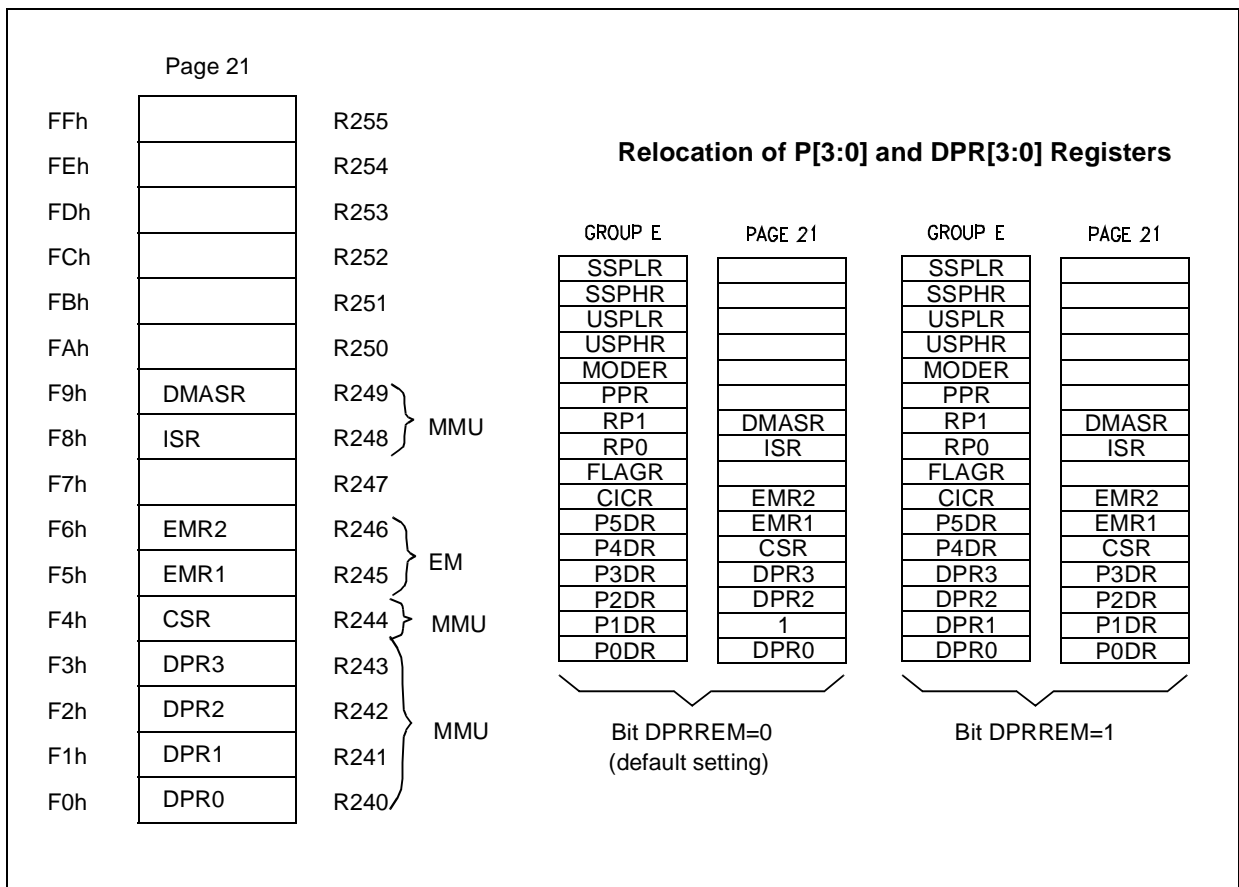 Page 21
FFh R255
FEh R254
FDh R253
FCh R252
FBh R251
FAh R250
F9h DMASR R249
F8h ISR R248
MMU
F7h R247
F6h EMR2 R246
F5h EMR1 R245
EM
F4h CSR R244 MMU
F3h DPR3 R243
F2h DPR2 R242
MMU
F1h DPR1 R241
F0h DPR0 R240
Relocation of P[3:0] and DPR[3:0] Registers
GROUP E PAGE 21 GROUP E PAGE 21
SSPLR SSPLR
SSPHR SSPHR
USPLR USPLR
USPHR USPHR
MODER MODER
PPR PPR
RP1 DMASR RP1 DMASR
RP0 ISR RP0 ISR
FLAGR FLAGR
CICR EMR2 CICR EMR2
P5DR EMR1 P5DR EMR1
P4DR CSR P4DR CSR
P3DR DPR3 DPR3 P3DR
P2DR DPR2 DPR2 P2DR
P1DR 1 DPR1 P1DR
P0DR DPR0 DPR0 P0DR
Bit DPRREM=0 Bit DPRREM=1
(default setting)